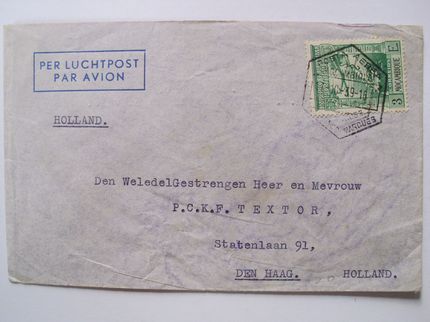 PER LUCHTPOST
PAR AVION
HOLLAND.
3 MOÇAMBIQUE E.
Den WeledelGestrengen Heer en Mevrouw
P.C.K.F. TEXTOR,
Statenlaan 91,
DEN HAAG. HOLLAND.